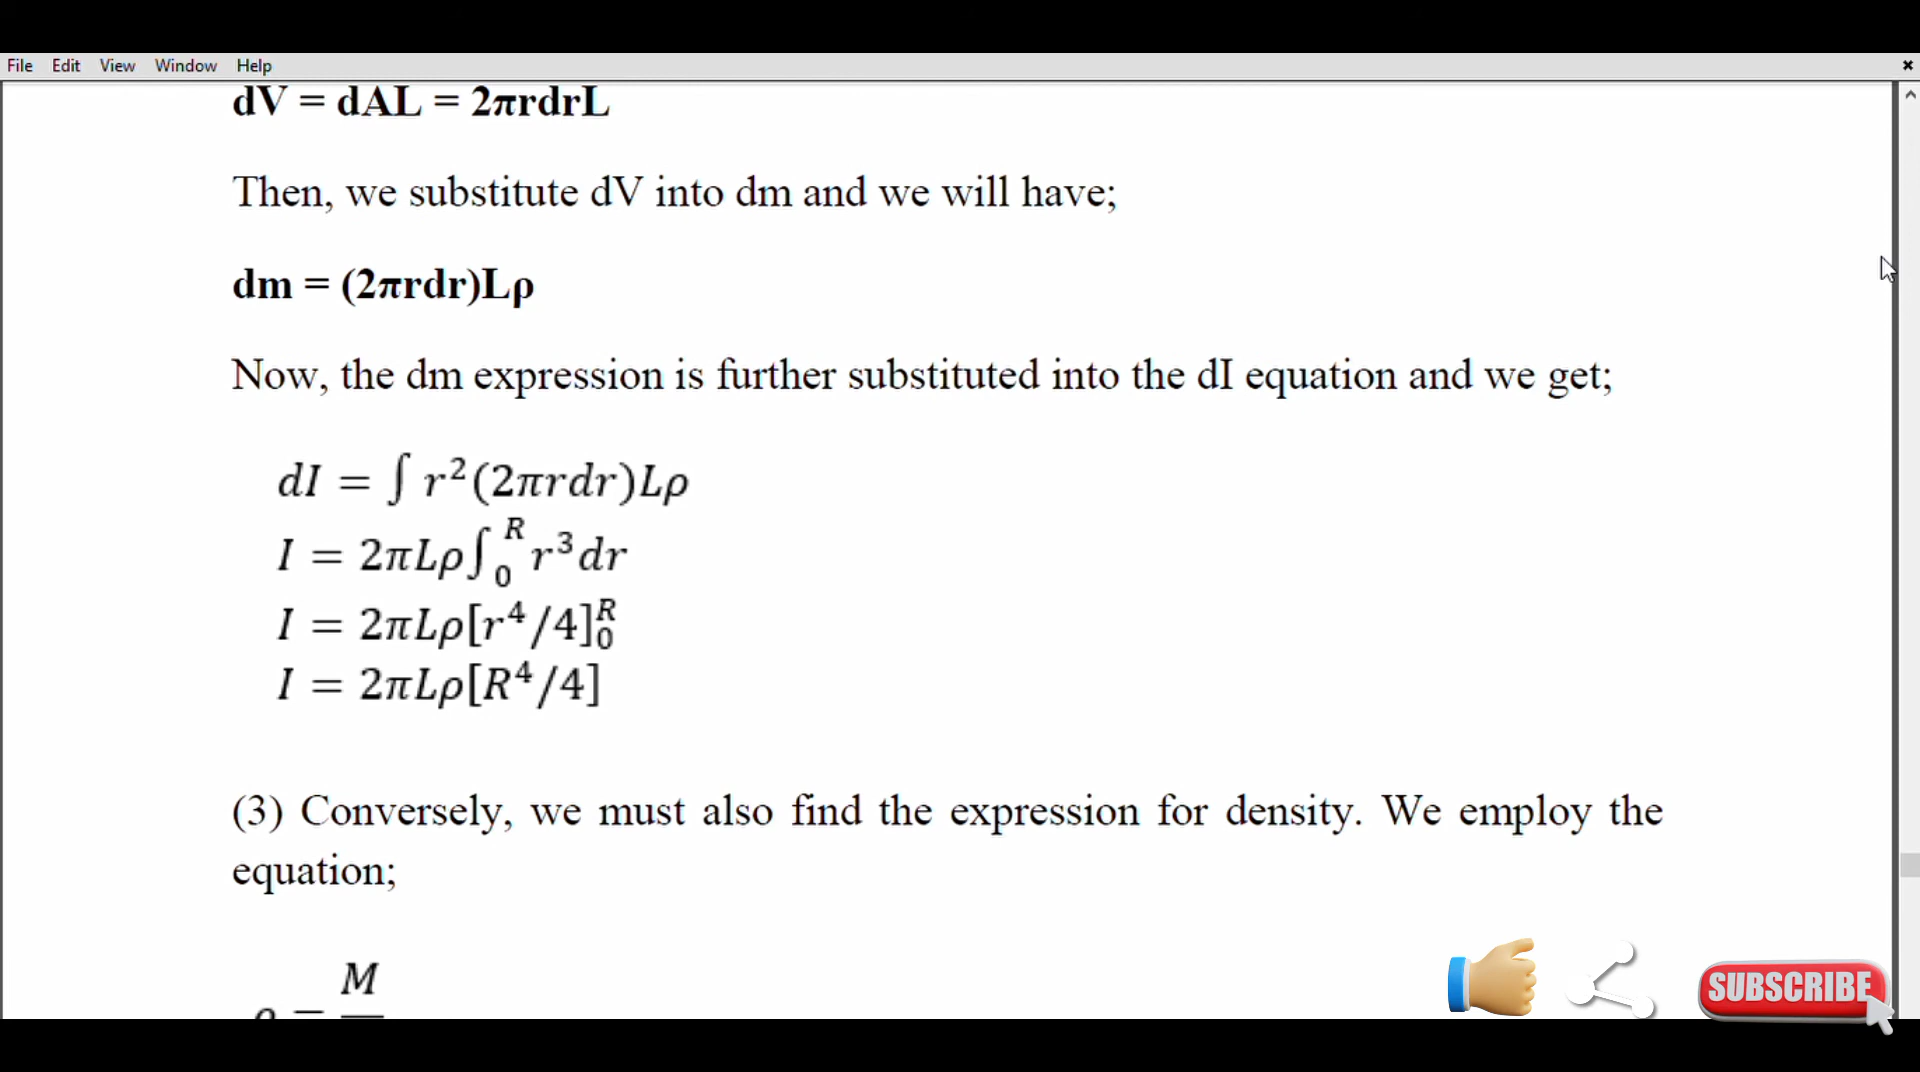 File Edit View Window Help
dV = dAL = 2πrdrL
Then, we substitute dV into dm and we will have;
dm = (2πrdr)Lρ
Now, the dm expression is further substituted into the dI equation and we get;
dI = ∫ r²(2πrdr)Lρ
I = 2πLρ∫₀ᴿ r³dr
I = 2πLρ[r⁴/4]₀ᴿ
I = 2πLρ[R⁴/4]
(3) Conversely, we must also find the expression for density. We employ the
equation;
M
ρ =
SUBSCRIBE